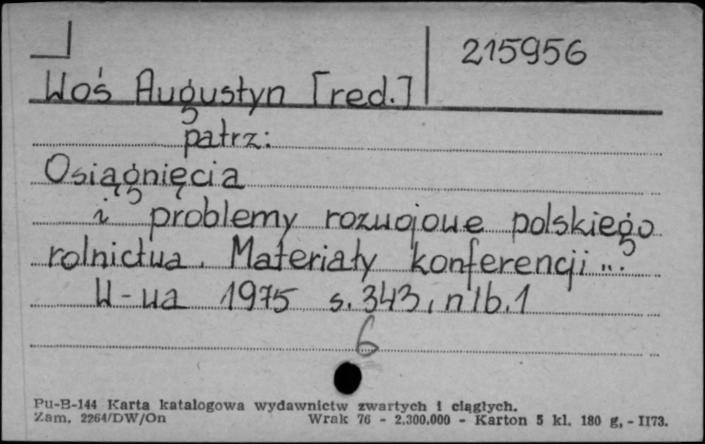 215956
Woś Augustyn [red.]
patrz:
Osiągnięcia
i problemy rozwojowe polskiego
rolnictwa. Materiały konferencji...
W-wa 1975 s. 343, nlb. 1
6
Pu-B-144 Karta katalogowa wydawnictw zwartych i ciągłych.
Zam. 2264/DW/On Wrak 76 - 2.300.000 - Karton 5 kl. 180 g, - II73.